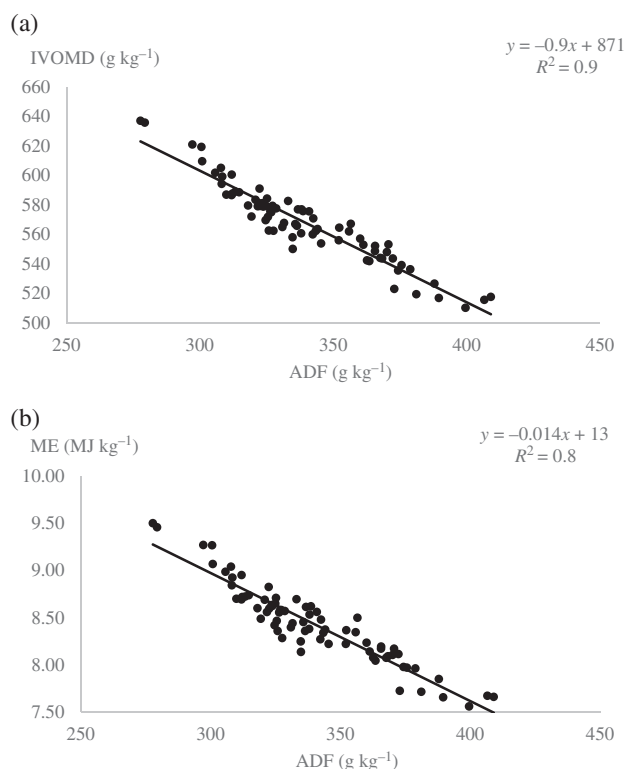 (a)
IVOMD (g kg⁻¹)
y = –0.9x + 871
R² = 0.9
660
640
620
600
580
560
540
520
500
250 300 350 400 450
ADF (g kg⁻¹)
(b)
ME (MJ kg⁻¹)
y = –0.014x + 13
R² = 0.8
10.00
9.50
9.00
8.50
8.00
7.50
250 300 350 400 450
ADF (g kg⁻¹)